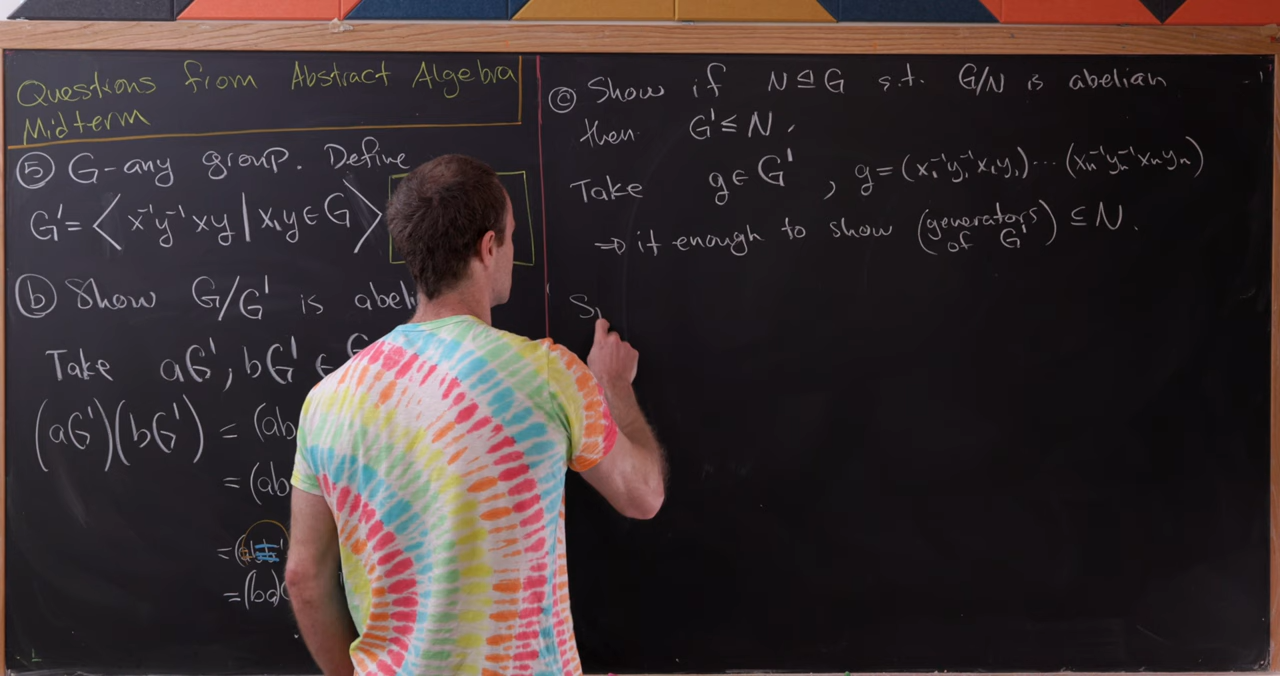 Questions from Abstract Algebra
Midterm
⑤ G-any group. Define
G' = ⟨x⁻¹y⁻¹xy | x,y ∈ G⟩
ⓑ Show G/G' is abeli
Take aG', bG' ∈ G
(aG')(bG') = (ab
= (ab
=
= (ba)
ⓒ Show if N ⊴ G s.t. G/N is abelian
then G' ≤ N.
Take g ∈ G', g = (x₁⁻¹y₁⁻¹x₁y₁)⋯(xₙ⁻¹yₙ⁻¹xₙyₙ)
⇒ it enough to show (generators of G') ⊆ N.